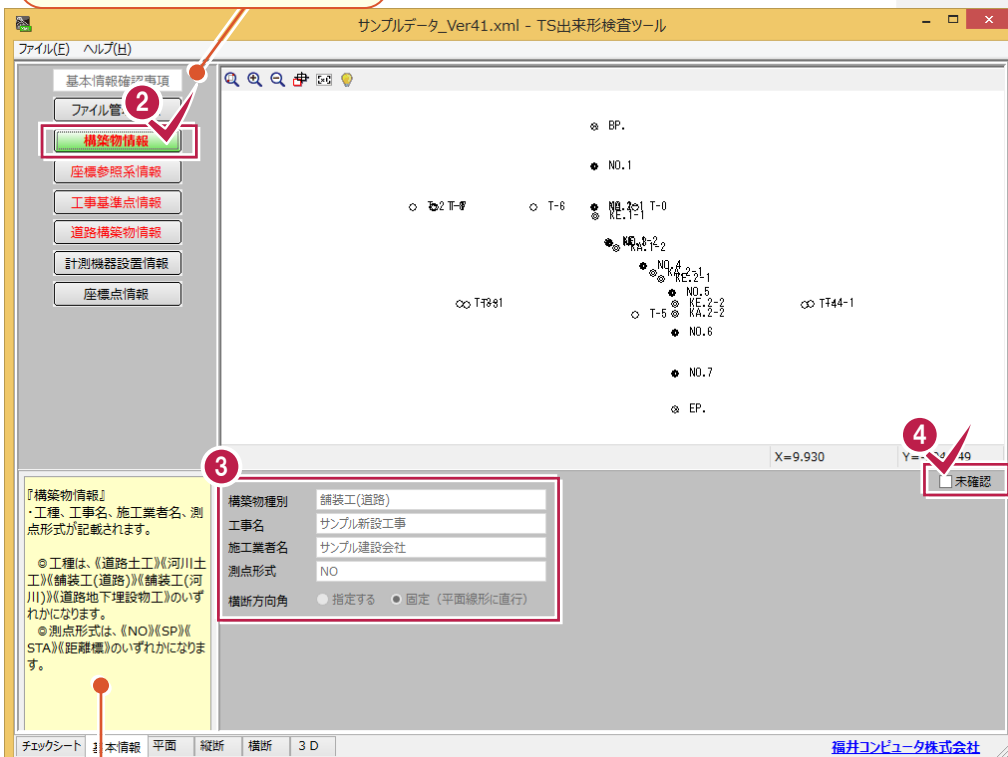 サンプルデータ_Ver41.xml - TS出来形検査ツール
ファイル(F) ヘルプ(H)
基本情報確認事項
ファイル管
2
構築物情報
座標参照系情報
工事基準点情報
道路構築物情報
計測機器設置情報
座標点情報
BP.
NO.1
T-6
T-0
KE.1-1
KA.1-2
NO.4
KA.2-1
KE.2-1
NO.5
KE.2-2
T-5
KA.2-2
NO.6
NO.7
EP.
X=9.930
4
未確認
3
『構築物情報』
・工種、工事名、施工業者名、測
点形式が記載されます。
◎工種は、《道路土工》《河川土
工》《舗装工(道路)》《舗装工(河
川)》《道路地下埋設物工》のいず
れかになります。
◎測点形式は、《NO》《SP》《
STA》《距離標》のいずれかになりま
す。
構築物種別 舗装工(道路)
工事名 サンプル新設工事
施工業者名 サンプル建設会社
測点形式 NO
横断方向角 指定する 固定（平面線形に直行）
チェックシート 基本情報 平面 縦断 横断 3D
福井コンピュータ株式会社